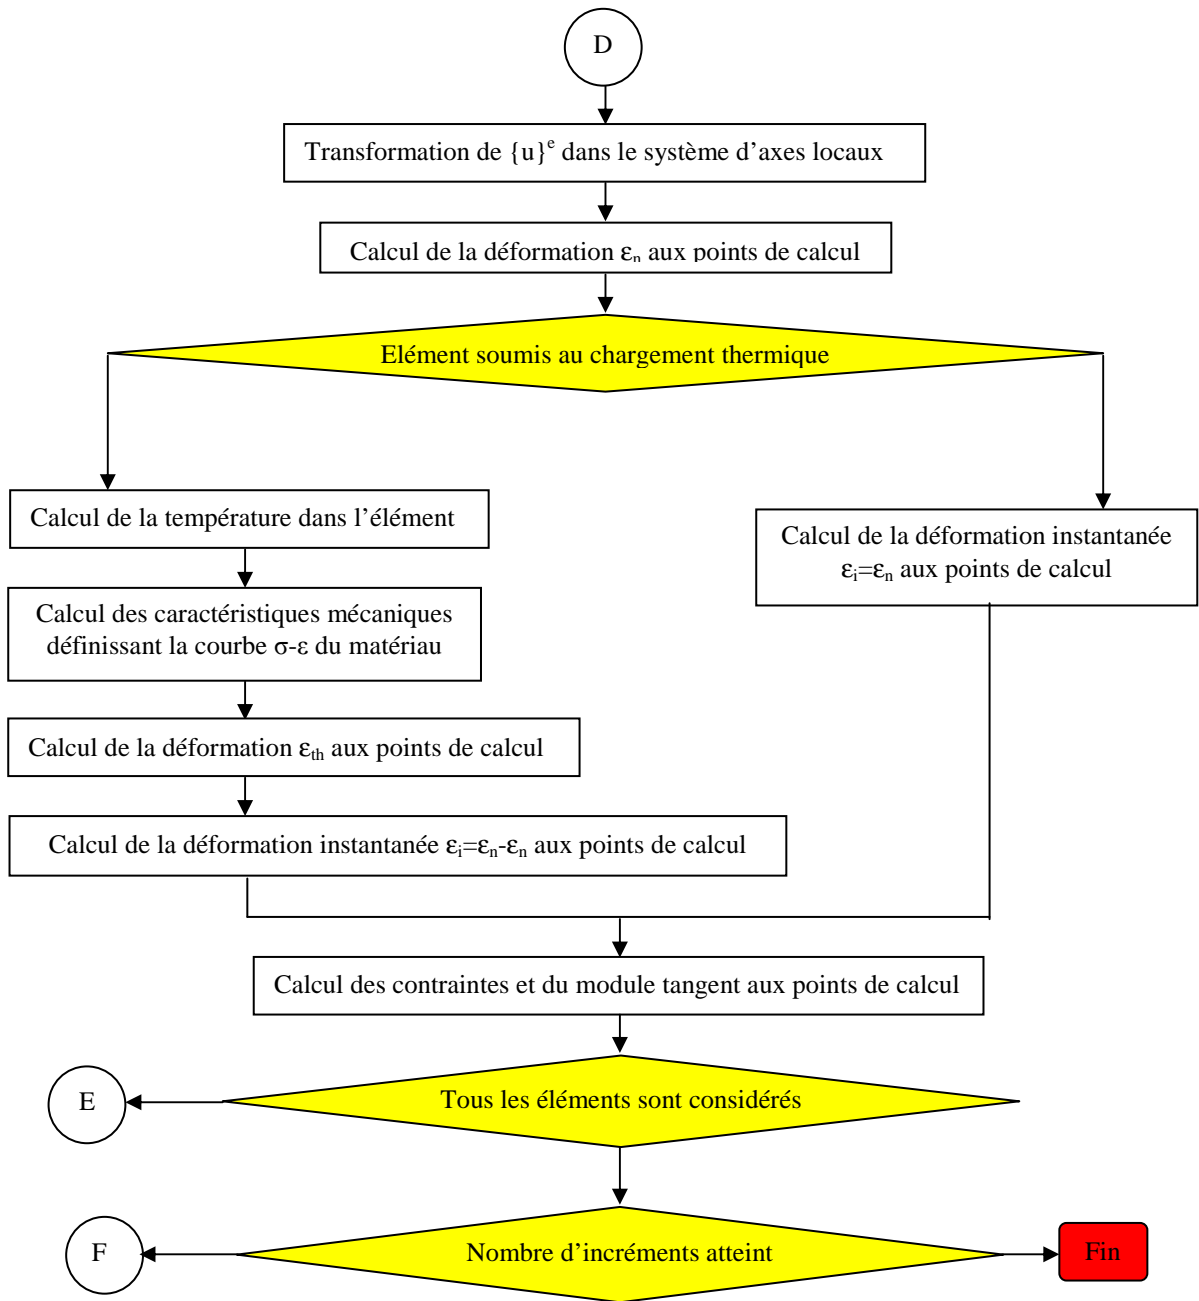 D
Transformation de {u}ᵉ dans le système d’axes locaux
Calcul de la déformation εₙ aux points de calcul
Elément soumis au chargement thermique
Calcul de la température dans l’élément
Calcul de la déformation instantanée
εᵢ=εₙ aux points de calcul
Calcul des caractéristiques mécaniques
définissant la courbe σ-ε du matériau
Calcul de la déformation εth aux points de calcul
Calcul de la déformation instantanée εᵢ=εₙ-εₙ aux points de calcul
Calcul des contraintes et du module tangent aux points de calcul
E
Tous les éléments sont considérés
F
Nombre d’incréments atteint
Fin